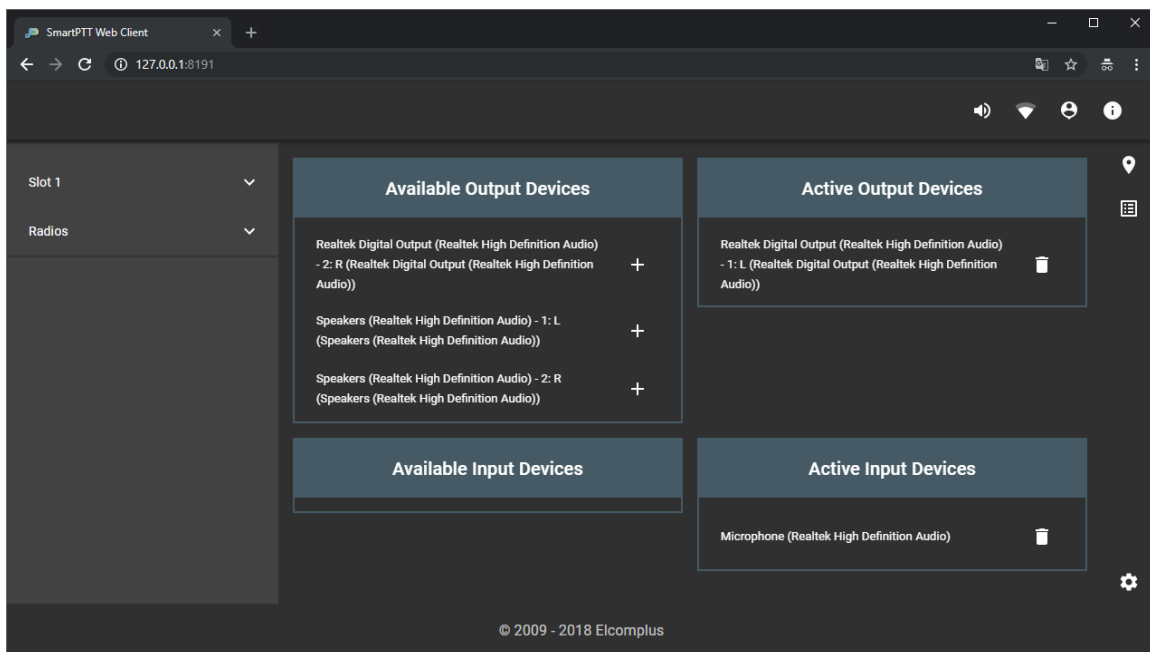 SmartPTT Web Client
127.0.0.1:8191
Slot 1
Radios
Available Output Devices
Realtek Digital Output (Realtek High Definition Audio)
- 2: R (Realtek Digital Output (Realtek High Definition
Audio))
Speakers (Realtek High Definition Audio) - 1: L
(Speakers (Realtek High Definition Audio))
Speakers (Realtek High Definition Audio) - 2: R
(Speakers (Realtek High Definition Audio))
Active Output Devices
Realtek Digital Output (Realtek High Definition Audio)
- 1: L (Realtek Digital Output (Realtek High Definition
Audio))
Available Input Devices
Active Input Devices
Microphone (Realtek High Definition Audio)
© 2009 - 2018 Elcomplus